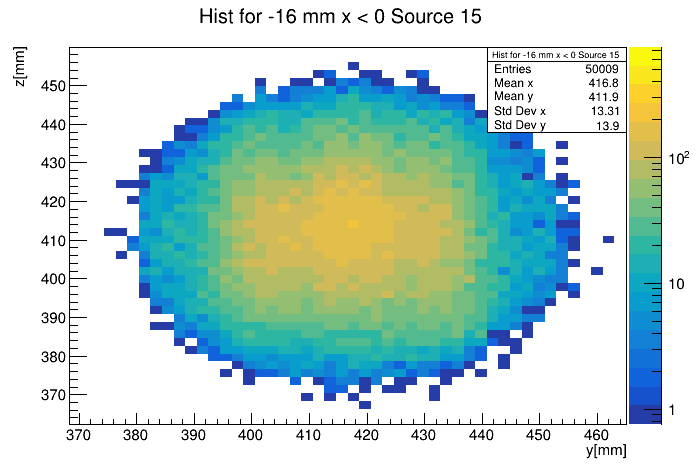 Hist for -16 mm x < 0 Source 15
z[mm]
Hist for -16 mm x < 0 Source 15
Entries 50009
Mean x 416.8
Mean y 411.9
Std Dev x 13.31
Std Dev y 13.9
450
440
430
420
410
400
390
380
370
10²
10
1
370 380 390 400 410 420 430 440 450 460
y[mm]